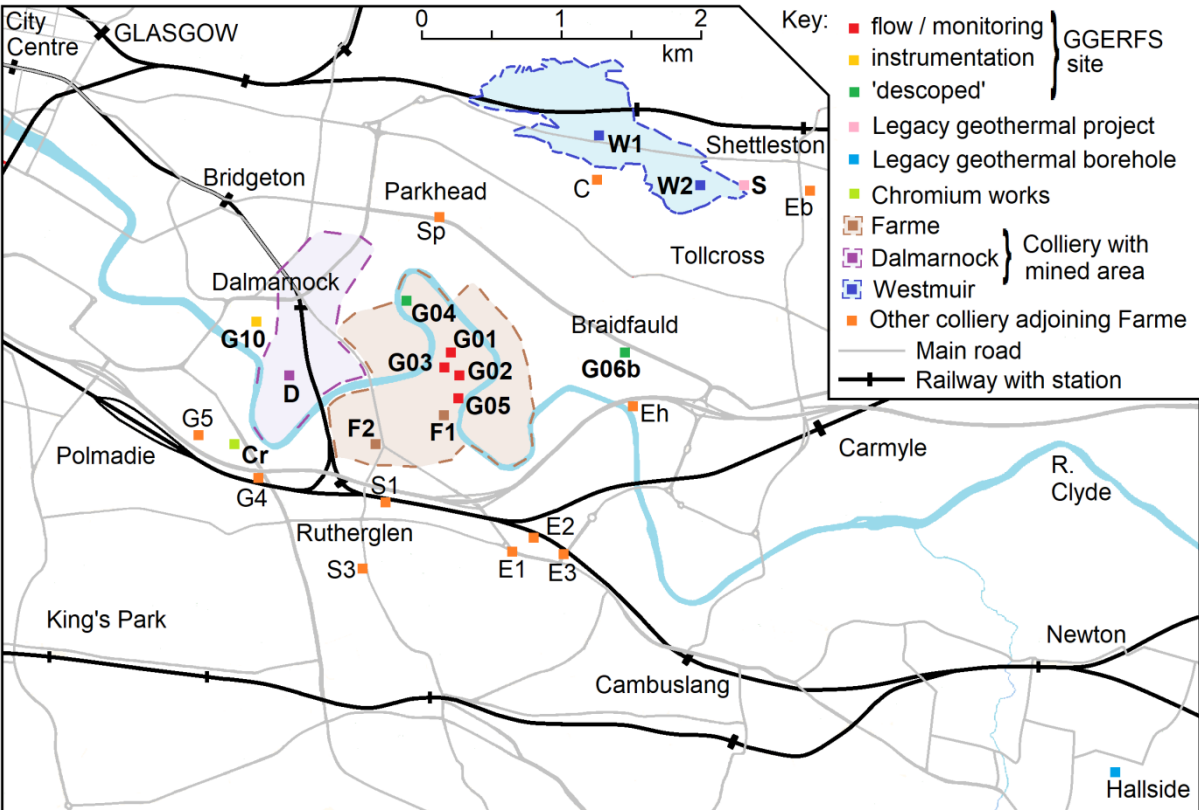 City
Centre
GLASGOW
0 1 2
km
Key:
flow / monitoring
instrumentation
'descoped'
GGERFS
site
Legacy geothermal project
Legacy geothermal borehole
Chromium works
Farme
Dalmarnock
Westmuir
Colliery with
mined area
Other colliery adjoining Farme
Main road
Railway with station
W1
Shettleston
Bridgeton
Parkhead
C
W2
S
Eb
Sp
Tollcross
Dalmarnock
G04
G10
G01
Braidfauld
G03
G02
G06b
D
G05
F1
Eh
G5
F2
Carmyle
Polmadie
Cr
G4
S1
R.
Clyde
Rutherglen
E2
E1
E3
S3
King's Park
Newton
Cambuslang
Hallside